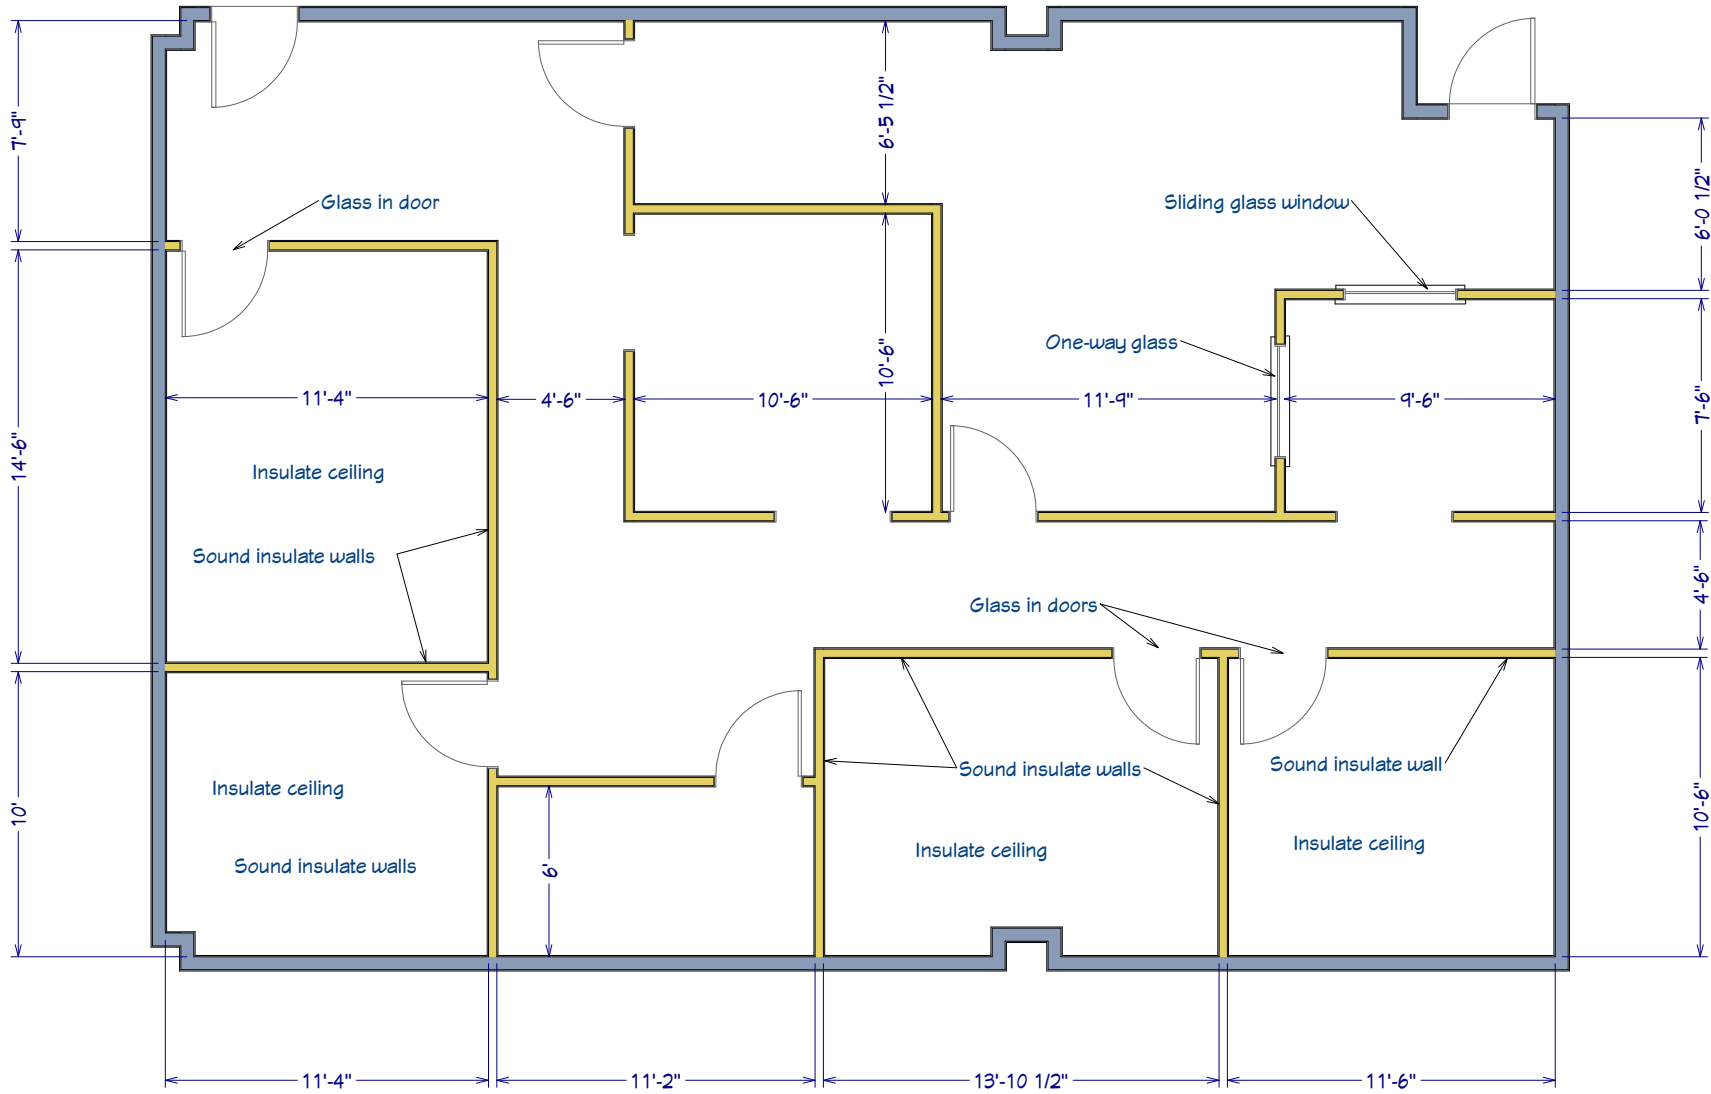 7'-9"
6'-5 1/2"
Glass in door
Sliding glass window
6'-0 1/2"
One-way glass
10'-6"
11'-4"
4'-6"
10'-6"
11'-9"
9'-6"
7'-6"
14'-6"
Insulate ceiling
Sound insulate walls
4'-6"
Glass in doors
Sound insulate walls
Sound insulate wall
Insulate ceiling
10'
10'-6"
Insulate ceiling
Insulate ceiling
Sound insulate walls
6'
11'-4"
11'-2"
13'-10 1/2"
11'-6"